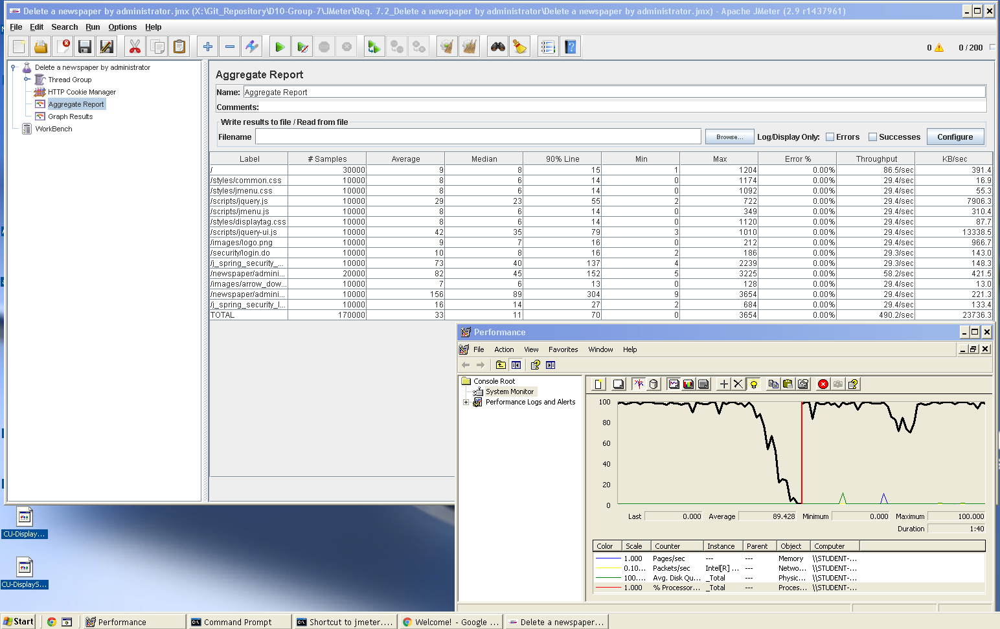 Delete a newspaper by administrator.jmx (X:\Git_Repository\D10-Group-7\JMeter\Req. 7.2_Delete a newspaper by administrator\Delete a newspaper by administrator.jmx) - Apache JMeter (2.9 r1437961)
File Edit Search Run Options Help
0 0 / 200
Delete a newspaper by administrator
Thread Group
HTTP Cookie Manager
Aggregate Report
Graph Results
WorkBench
Aggregate Report
Name: Aggregate Report
Comments:
Write results to file / Read from file
Filename Browse... Log/Display Only: Errors Successes Configure
Label # Samples Average Median 90% Line Min Max Error % Throughput KB/sec
/ 30000 9 8 15 1 1204 0.00% 86.5/sec 391.4
/styles/common.css 10000 8 6 14 0 1174 0.00% 29.4/sec 16.9
/styles/jmenu.css 10000 8 6 14 0 1092 0.00% 29.4/sec 55.3
/scripts/jquery.js 10000 29 23 55 2 722 0.00% 29.4/sec 7906.3
/scripts/jmenu.js 10000 8 6 14 0 349 0.00% 29.4/sec 310.4
/styles/displaytag.css 10000 8 6 14 0 1120 0.00% 29.4/sec 87.7
/scripts/jquery-ui.js 10000 42 35 79 3 1010 0.00% 29.4/sec 13338.5
/images/logo.png 10000 9 7 16 0 212 0.00% 29.4/sec 966.7
/security/login.do 10000 10 8 16 2 186 0.00% 29.3/sec 143.0
/j_spring_security_... 10000 73 40 137 4 2239 0.00% 29.3/sec 148.3
/newspaper/admini... 20000 82 45 152 5 3225 0.00% 58.2/sec 421.5
/images/arrow_dow... 10000 7 6 13 0 128 0.00% 29.4/sec 13.0
/newspaper/admini... 10000 156 89 304 9 3654 0.00% 29.4/sec 221.3
/j_spring_security_l... 10000 16 14 27 2 684 0.00% 29.4/sec 133.4
TOTAL 170000 33 11 70 0 3654 0.00% 490.2/sec 23736.3
Performance
File Action View Favorites Window Help
Console Root
System Monitor
Performance Logs and Alerts
100
80
60
40
20
0
Last 0.000 Average 89.428 Minimum 0.000 Maximum 100.000
Duration 1:40
Color Scale Counter Instance Parent Object Computer
1.000 Pages/sec --- --- Memory \\STUDENT-...
0.10... Packets/sec Intel[R] ... --- Netwo... \\STUDENT-...
100.... Avg. Disk Qu... _Total --- Physic... \\STUDENT-...
1.000 % Processor... _Total --- Proces... \\STUDENT-...
CU-Display...
CU-DisplayS...
Start Performance Command Prompt Shortcut to jmeter.... Welcome! - Google ... Delete a newspaper...